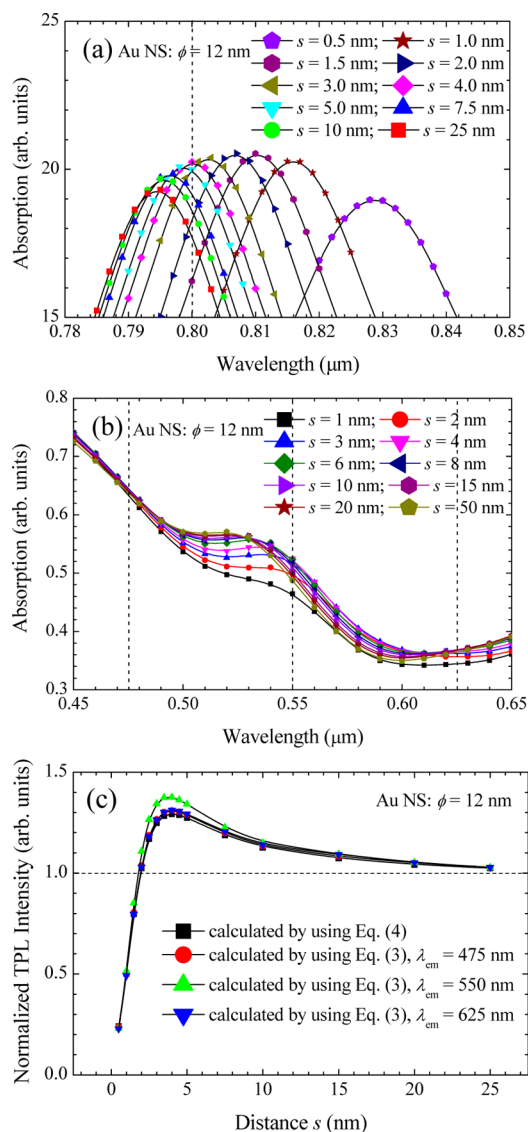 (a) Au NS: ϕ = 12 nm
s = 0.5 nm; s = 1.0 nm
s = 1.5 nm; s = 2.0 nm
s = 3.0 nm; s = 4.0 nm
s = 5.0 nm; s = 7.5 nm
s = 10 nm; s = 25 nm
Absorption (arb. units)
25
20
15
0.78 0.79 0.80 0.81 0.82 0.83 0.84 0.85
Wavelength (μm)
(b) Au NS: ϕ = 12 nm
s = 1 nm; s = 2 nm
s = 3 nm; s = 4 nm
s = 6 nm; s = 8 nm
s = 10 nm; s = 15 nm
s = 20 nm; s = 50 nm
Absorption (arb. units)
0.8
0.7
0.6
0.5
0.4
0.3
0.45 0.50 0.55 0.60 0.65
Wavelength (μm)
(c) Au NS: ϕ = 12 nm
Normalized TPL Intensity (arb. units)
1.5
1.0
0.5
0.0
calculated by using Eq. (4)
calculated by using Eq. (3), λem = 475 nm
calculated by using Eq. (3), λem = 550 nm
calculated by using Eq. (3), λem = 625 nm
0 5 10 15 20 25
Distance s (nm)